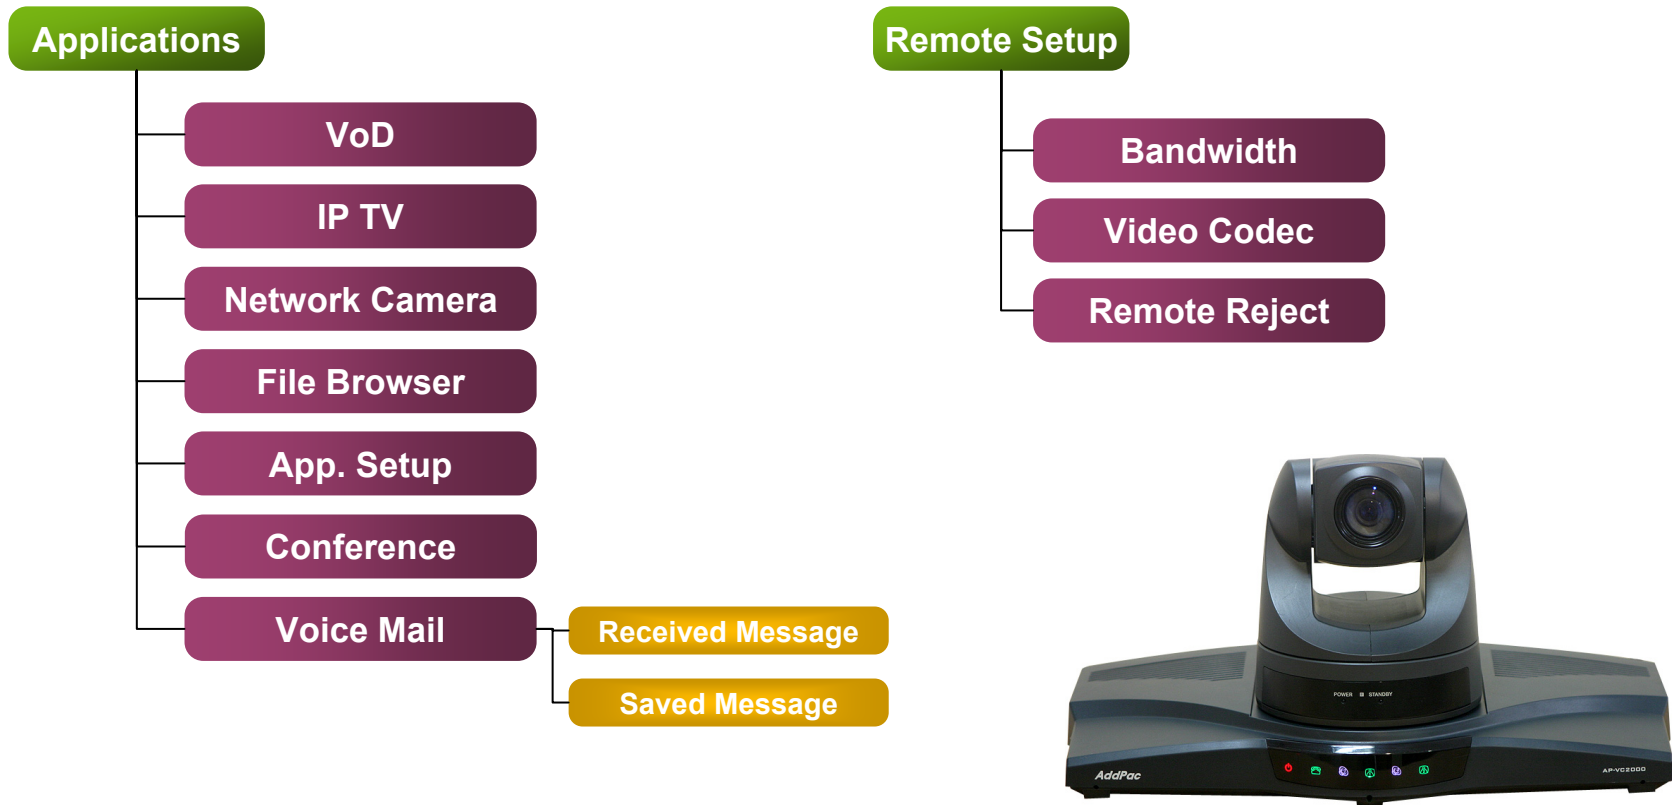 Applications
VoD
IP TV
Network Camera
File Browser
App. Setup
Conference
Voice Mail
Received Message
Saved Message
Remote Setup
Bandwidth
Video Codec
Remote Reject
POWER STANDBY
AddPac
AP-VC2000